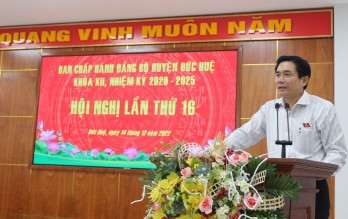 QUANG VINH MUÔN NĂM
BAN CHẤP HÀNH ĐẢNG BỘ HUYỆN ĐỨC HUỆ
KHÓA XII, NHIỆM KỲ 2020 - 2025
HỘI NGHỊ LẦN THỨ 16
Đức Huệ, ngày 14 tháng 12 năm 2022